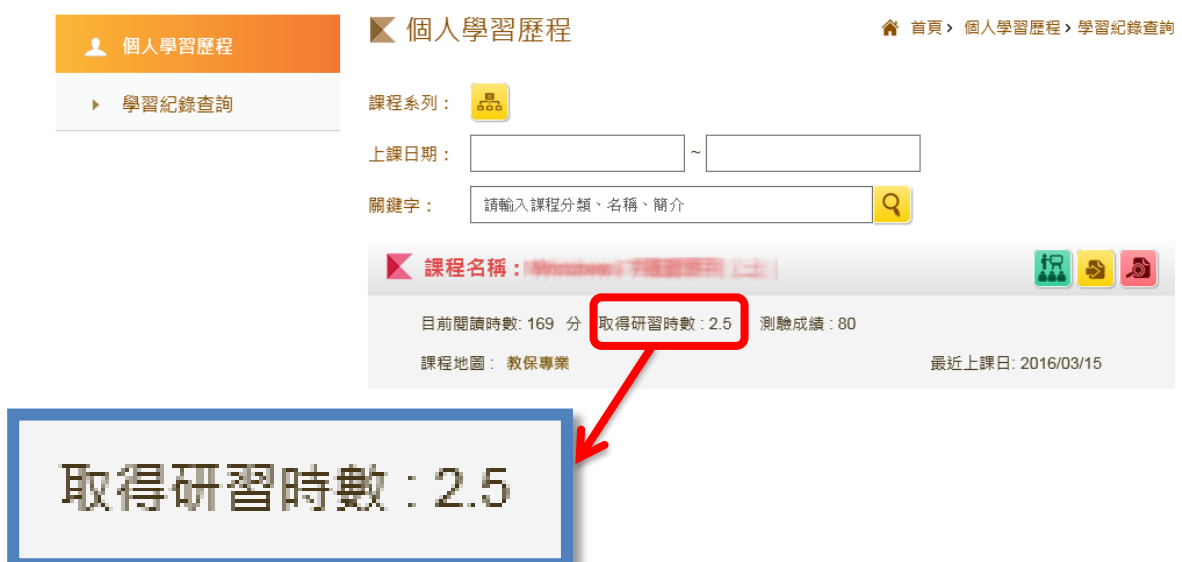 個人學習歷程
學習紀錄查詢
個人學習歷程
首頁› 個人學習歷程›學習紀錄查詢
課程系列：
上課日期：
~
關鍵字：
請輸入課程分類、名稱、簡介
課程名稱：
目前閱讀時數: 169 分 取得研習時數 : 2.5 測驗成績 : 80
課程地圖： 教保專業
最近上課日: 2016/03/15
取得研習時數 : 2.5